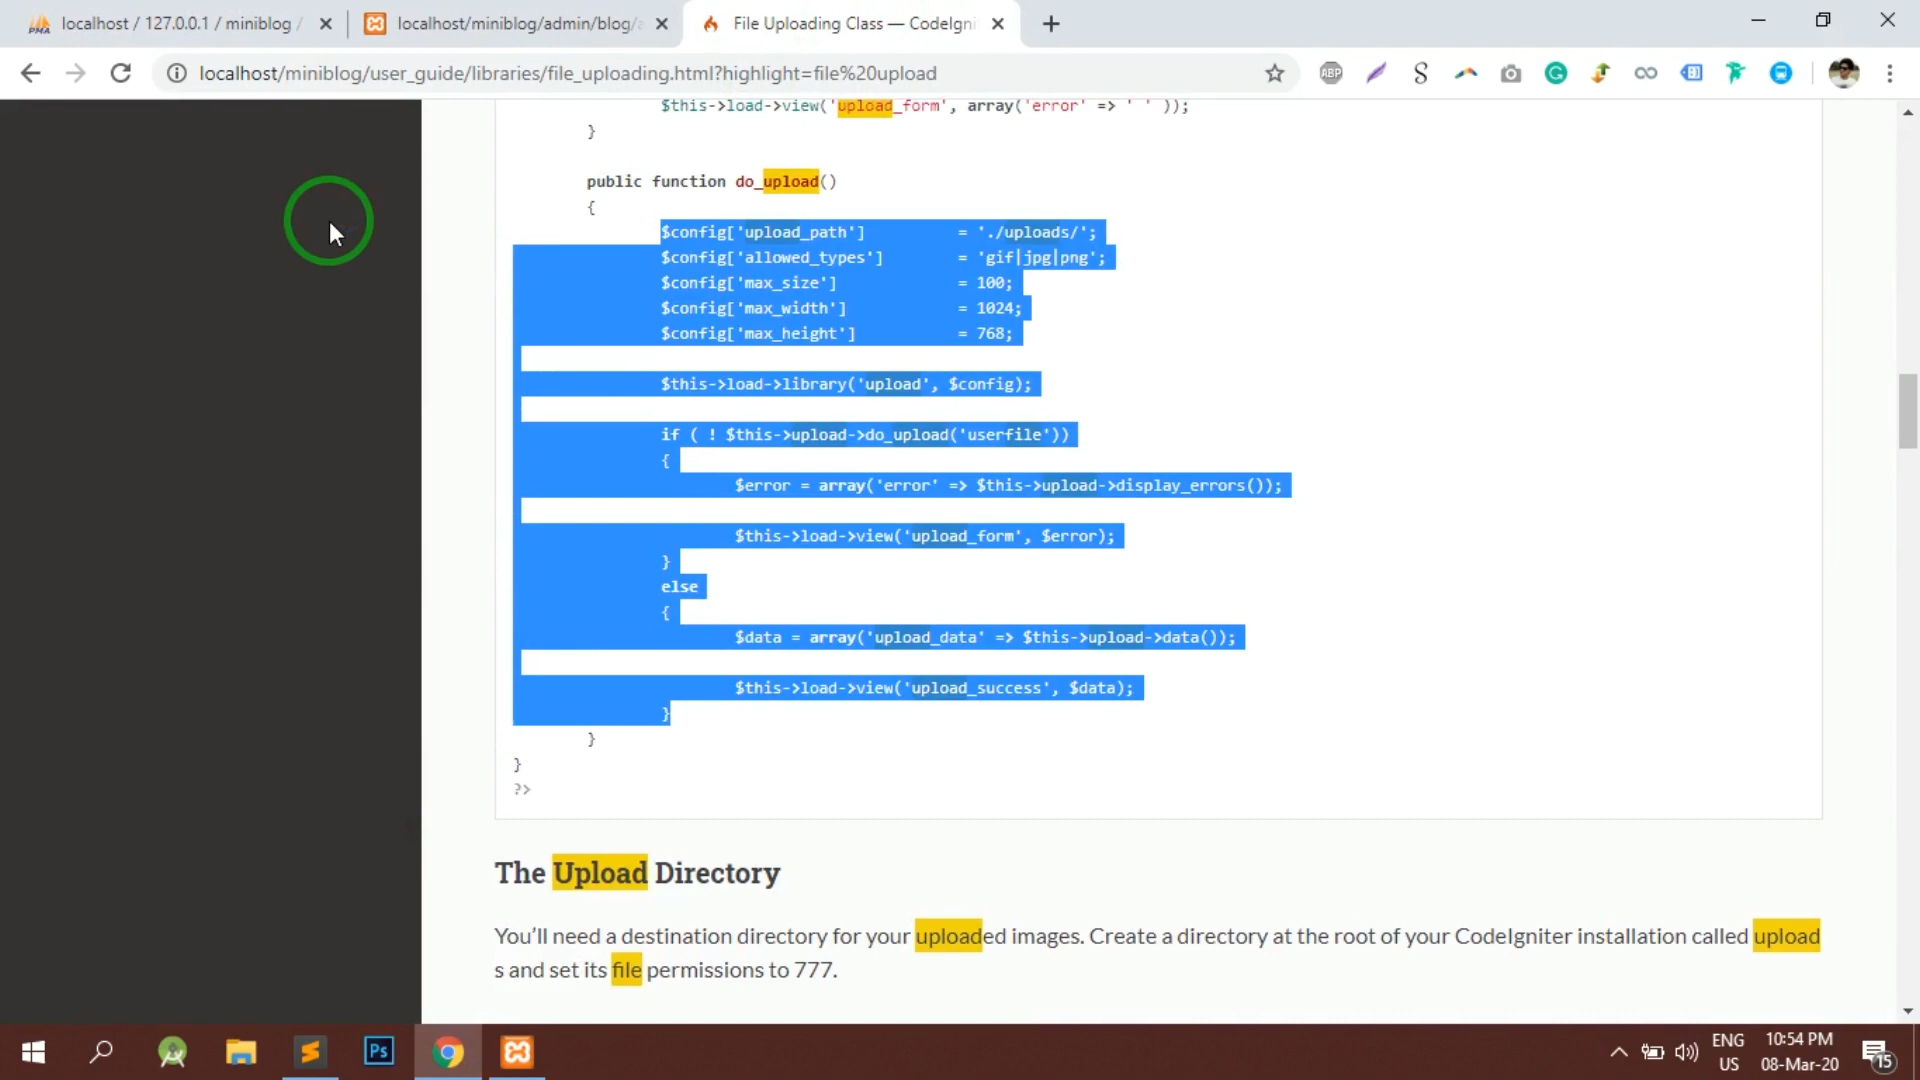 localhost / 127.0.0.1 / miniblog /
localhost/miniblog/admin/blog/
File Uploading Class — CodeIgni
localhost/miniblog/user_guide/libraries/file_uploading.html?highlight=file%20upload
ABP
S
G
$this->load->view('upload_form', array('error' => ' ' ));
}
public function do_upload()
{
$config['upload_path'] = './uploads/';
$config['allowed_types'] = 'gif|jpg|png';
$config['max_size'] = 100;
$config['max_width'] = 1024;
$config['max_height'] = 768;
$this->load->library('upload', $config);
if ( ! $this->upload->do_upload('userfile'))
{
$error = array('error' => $this->upload->display_errors());
$this->load->view('upload_form', $error);
}
else
{
$data = array('upload_data' => $this->upload->data());
$this->load->view('upload_success', $data);
}
}
}
?>
The Upload Directory
You’ll need a destination directory for your uploaded images. Create a directory at the root of your CodeIgniter installation called upload
s and set its file permissions to 777.
Ps
ENG
US
10:54 PM
08-Mar-20
15